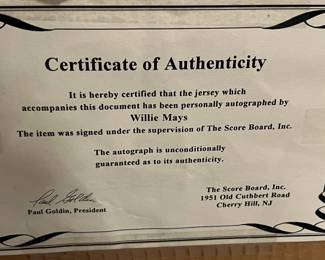 Certificate of Authenticity
It is hereby certified that the jersey which
accompanies this document has been personally autographed by
Willie Mays
The item was signed under the supervision of The Score Board, Inc.
The autograph is unconditionally
guaranteed as to its authenticity.
Paul Goldin
Paul Goldin, President
The Score Board, Inc.
1951 Old Cuthbert Road
Cherry Hill, NJ